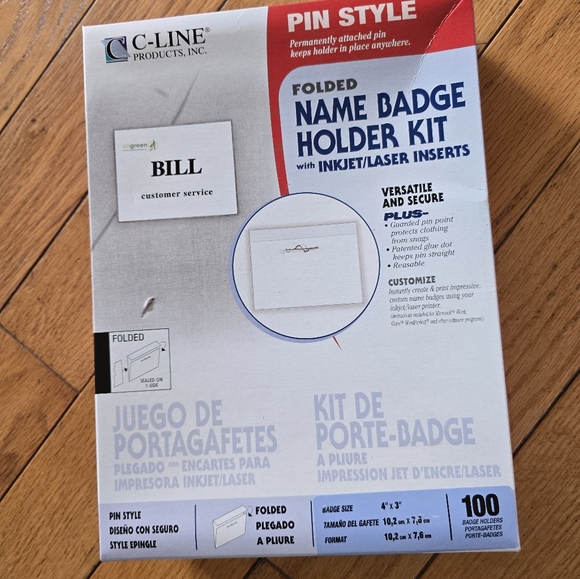 PIN STYLE
Permanently attached pin
keeps holder in place anywhere.
C-LINE®
PRODUCTS, INC.
FOLDED
NAME BADGE
HOLDER KIT
with INKJET/LASER INSERTS
green
BILL
customer service
VERSATILE
AND SECURE
PLUS–
• Guarded pin point
protects clothing
from snags
• Patented glue dot
keeps pin straight
• Reusable
CUSTOMIZE
Instantly create & print impressive,
custom name badges using your
inkjet/laser printer.
FOLDED
SEALED ON
1-SIDE
JUEGO DE
PORTAGAFETES
PLEGADO — ENCARTES PARA
IMPRESORA INKJET/LASER
KIT DE
PORTE-BADGE
A PLIURE
IMPRESSION JET D'ENCRE/LASER
PIN STYLE
DISEÑO CON SEGURO
STYLE EPINGLE
FOLDED
PLEGADO
A PLIURE
BADGE SIZE 4" X 3"
TAMAÑO DEL GAFETE 10,2 cm X 7,6 cm
FORMAT 10,2 cm X 7,6 cm
100
BADGE HOLDERS
PORTAGAFETES
PORTE-BADGES